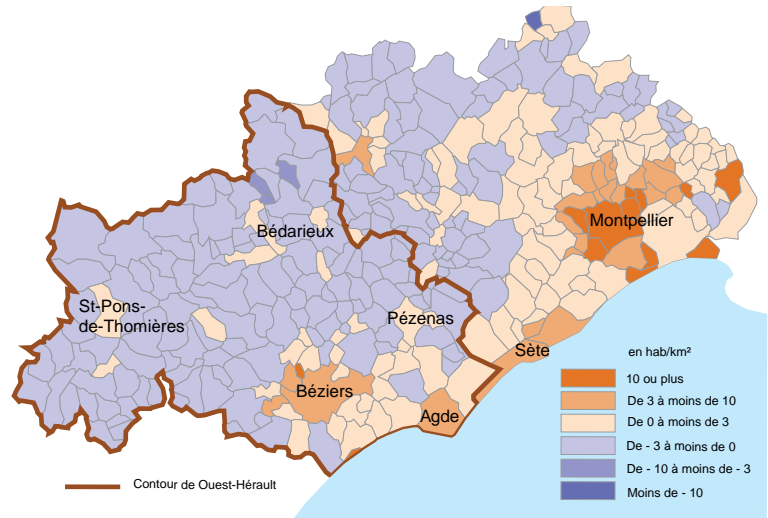 Montpellier
Bédarieux
St-Pons-
de-Thomières
Pézenas
Sète
Béziers
Agde
en hab/km²
10 ou plus
De 3 à moins de 10
De 0 à moins de 3
De - 3 à moins de 0
De - 10 à moins de - 3
Moins de - 10
Contour de Ouest-Hérault